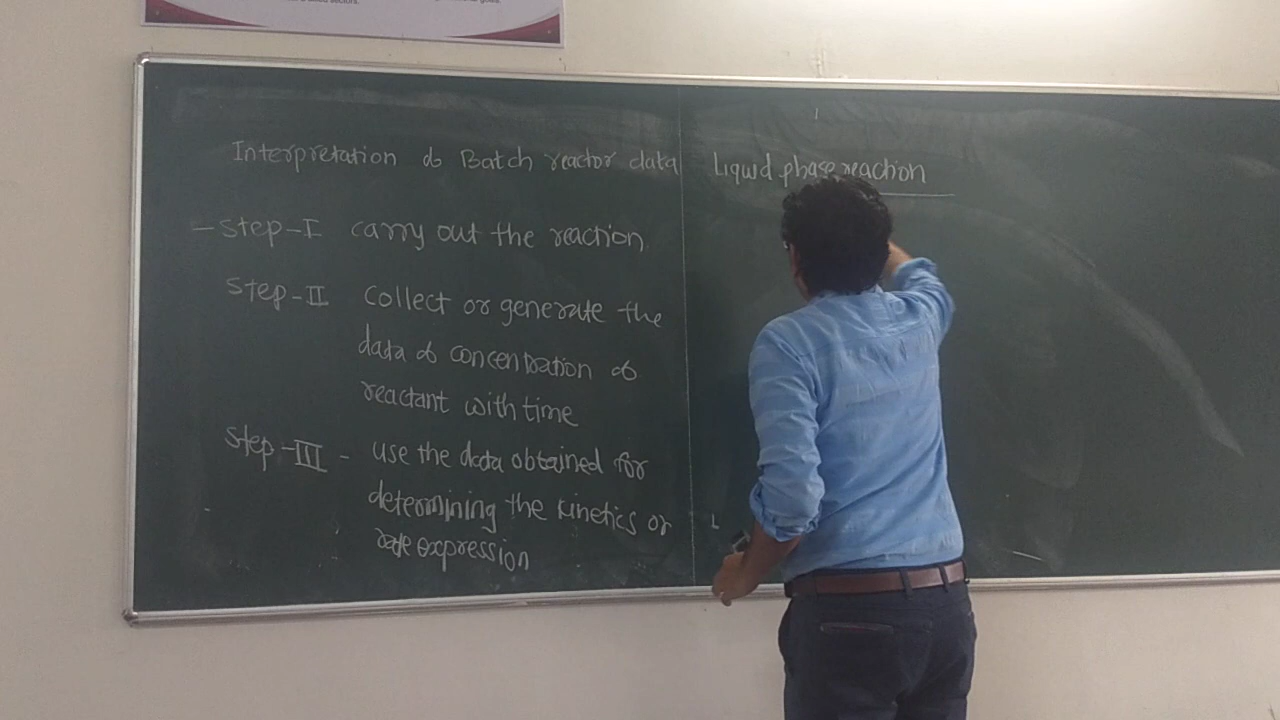 Interpretation of Batch reactor data
- Step-I carry out the reaction
Step-II collect or generate the
data of concentration of
reactant with time
Step-III - use the data obtained for
determining the kinetics or
rate expression
Liquid phase reaction